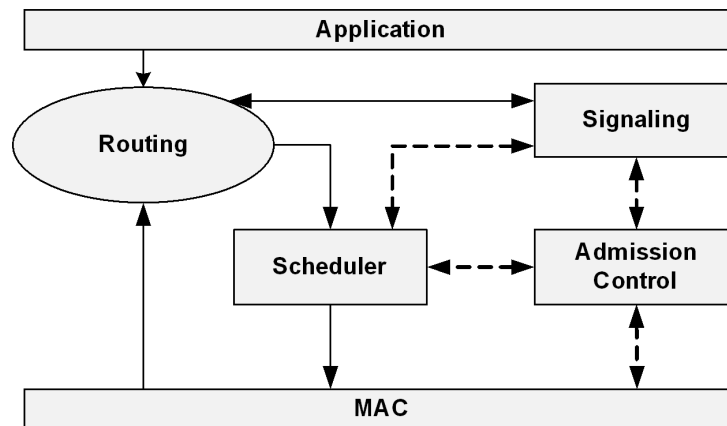 Application
Signaling
Routing
Scheduler
Admission
Control
MAC